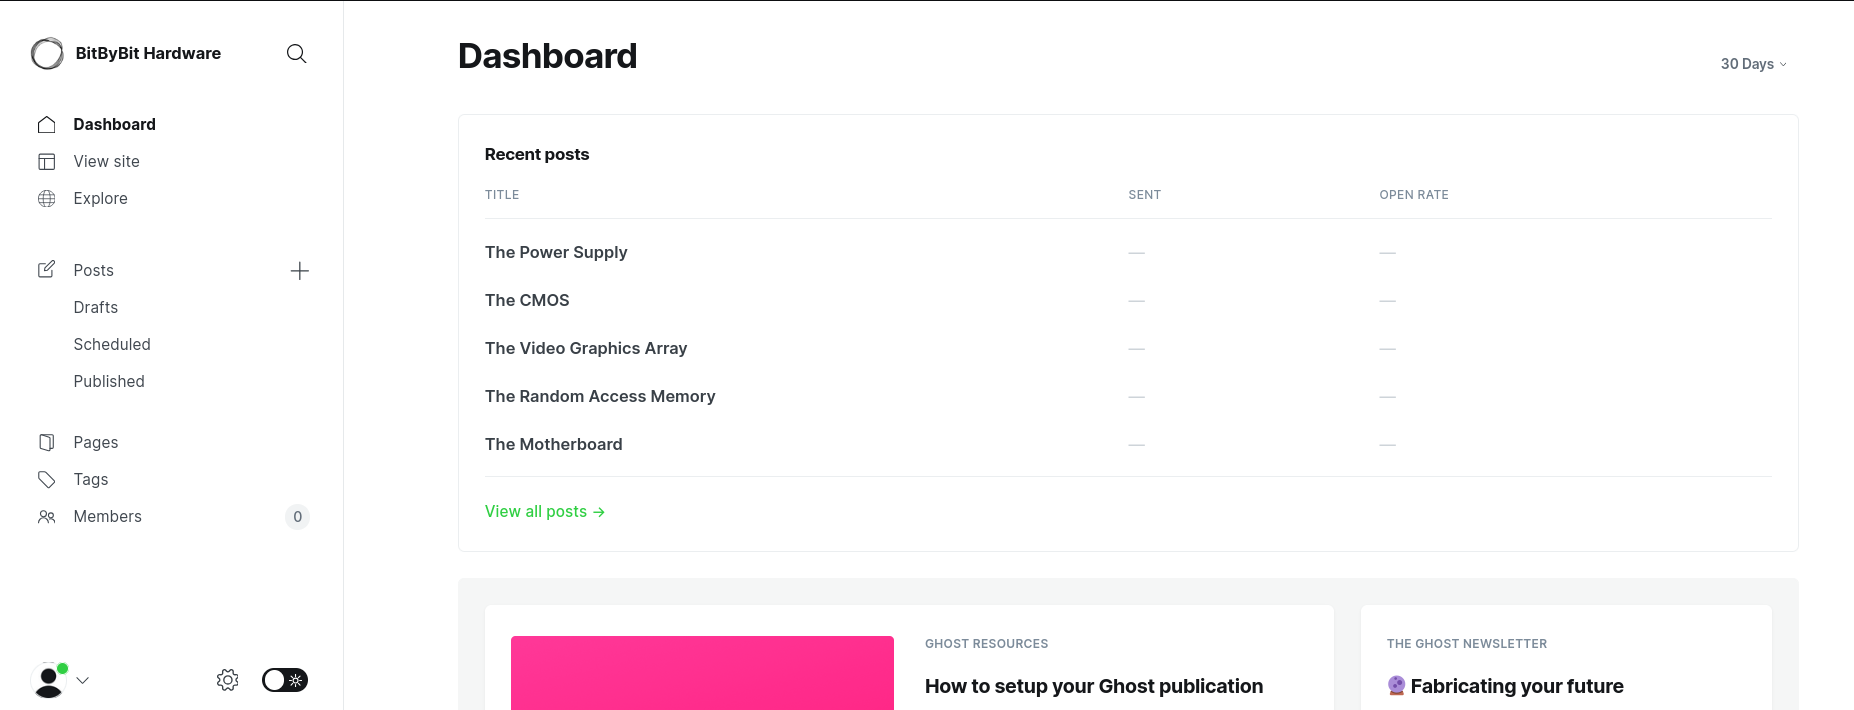 BitByBit Hardware
Dashboard
View site
Explore
Posts
Drafts
Scheduled
Published
Pages
Tags
Members 0
Dashboard
30 Days
Recent posts
TITLE SENT OPEN RATE
The Power Supply — —
The CMOS — —
The Video Graphics Array — —
The Random Access Memory — —
The Motherboard — —
View all posts →
GHOST RESOURCES
How to setup your Ghost publication
THE GHOST NEWSLETTER
🔮 Fabricating your future